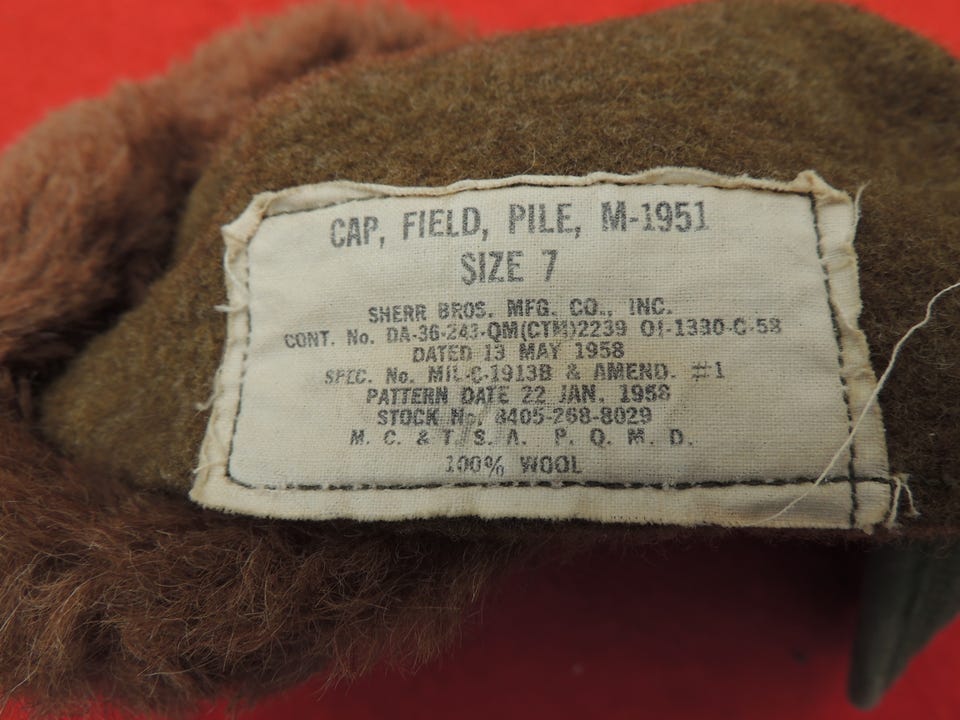 CAP, FIELD, PILE, M-1951
SIZE 7
SHERR BROS. MFG. CO., INC.
CONT. No. DA-36-243-QM(CTM)2239 OI-1330-C-58
DATED 13 MAY 1958
SPEC. No. MIL-C-1913B & AMEND. #1
PATTERN DATE 22 JAN. 1958
STOCK No. 8405-268-8029
M. C. & T. S. A. P. Q. M. D.
100% WOOL